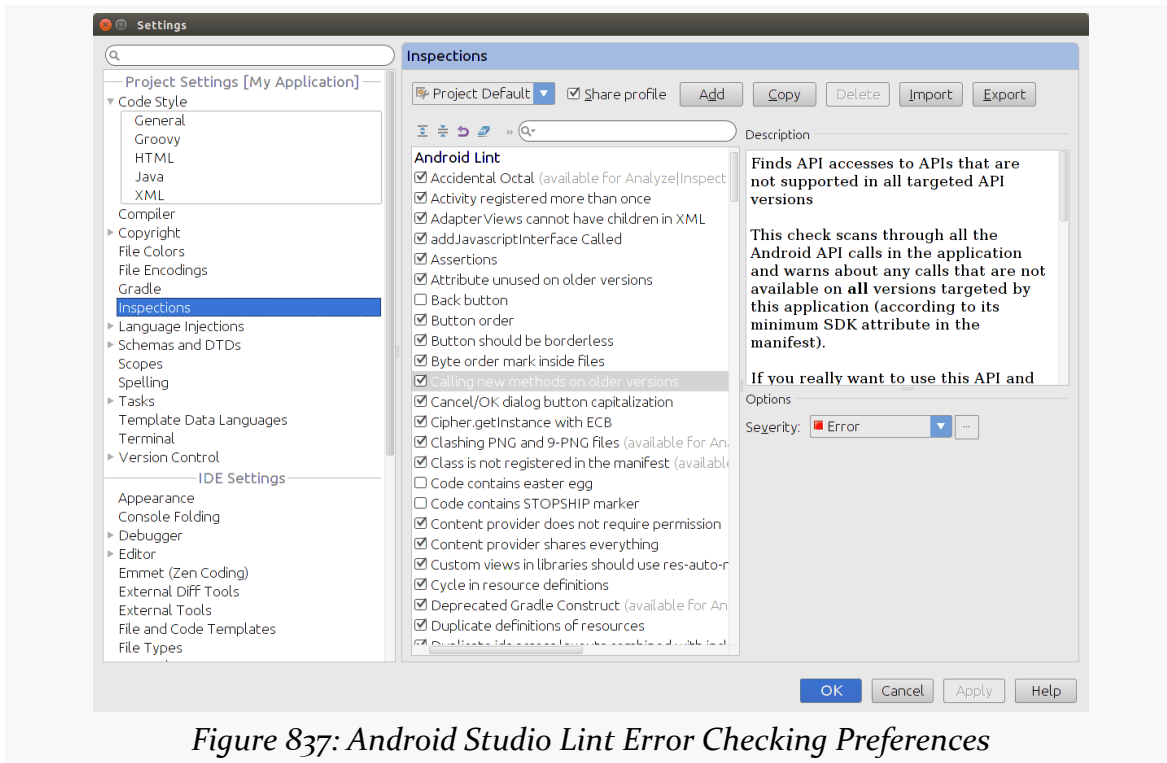 Settings
Project Settings [My Application]
Code Style
General
Groovy
HTML
Java
XML
Compiler
Copyright
File Colors
File Encodings
Gradle
Inspections
Language Injections
Schemas and DTDs
Scopes
Spelling
Tasks
Template Data Languages
Terminal
Version Control
IDE Settings
Appearance
Console Folding
Debugger
Editor
Emmet (Zen Coding)
External Diff Tools
External Tools
File and Code Templates
File Types
Inspections
Project Default
Share profile
Add
Copy
Delete
Import
Export
»
Android Lint
Accidental Octal (available for Analyze|Inspect
Activity registered more than once
AdapterViews cannot have children in XML
addJavascriptInterface Called
Assertions
Attribute unused on older versions
Back button
Button order
Button should be borderless
Byte order mark inside files
Calling new methods on older versions
Cancel/OK dialog button capitalization
Cipher.getInstance with ECB
Clashing PNG and 9-PNG files (available for An
Class is not registered in the manifest (availabl
Code contains easter egg
Code contains STOPSHIP marker
Content provider does not require permission
Content provider shares everything
Custom views in libraries should use res-auto-n
Cycle in resource definitions
Deprecated Gradle Construct (available for An
Duplicate definitions of resources
Description
Finds API accesses to APIs that are
not supported in all targeted API
versions
This check scans through all the
Android API calls in the application
and warns about any calls that are not
available on all versions targeted by
this application (according to its
minimum SDK attribute in the
manifest).
If you really want to use this API and
Options
Severity:
Error
...
OK
Cancel
Apply
Help
Figure 837: Android Studio Lint Error Checking Preferences